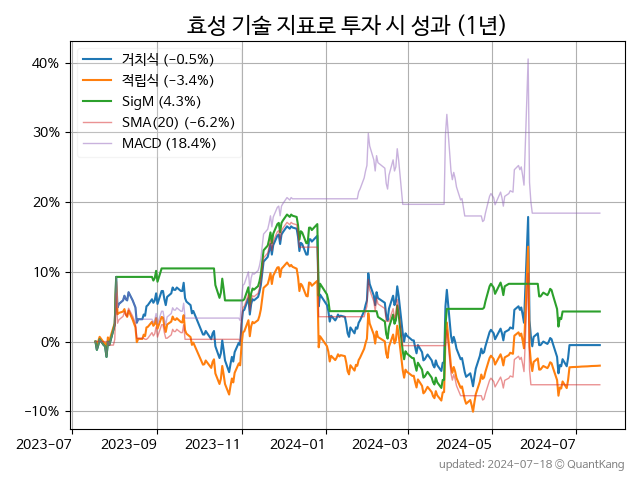 효성 기술 지표로 투자 시 성과 (1년)
거치식 (−0.5%)
적립식 (−3.4%)
SigM (4.3%)
SMA(20) (−6.2%)
MACD (18.4%)
40%
30%
20%
10%
0%
−10%
2023-07 2023-09 2023-11 2024-01 2024-03 2024-05 2024-07
updated: 2024-07-18 © QuantKang